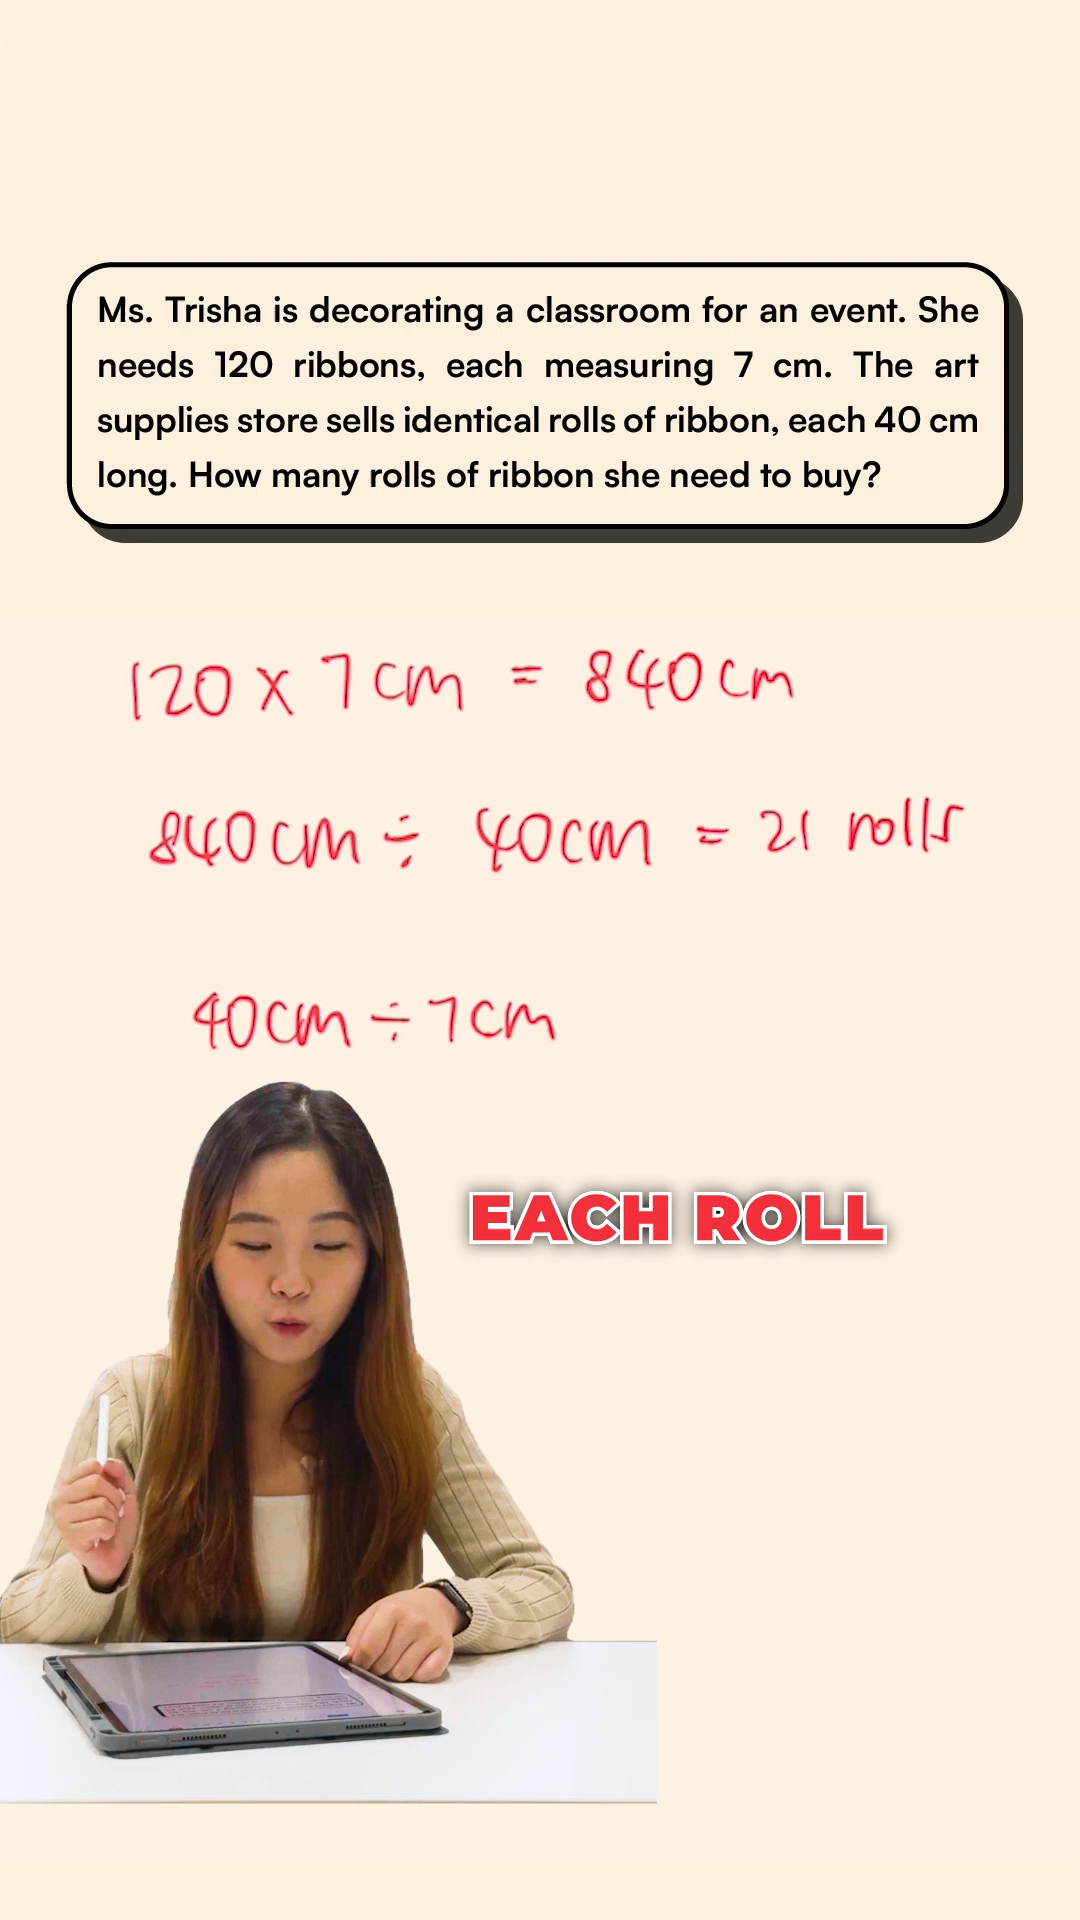 Ms. Trisha is decorating a classroom for an event. She
needs 120 ribbons, each measuring 7 cm. The art
supplies store sells identical rolls of ribbon, each 40 cm
long. How many rolls of ribbon she need to buy?
120 x 7 cm = 840 cm
840 cm ÷ 40 cm = 21 rolls
40 cm ÷ 7 cm
EACH ROLL